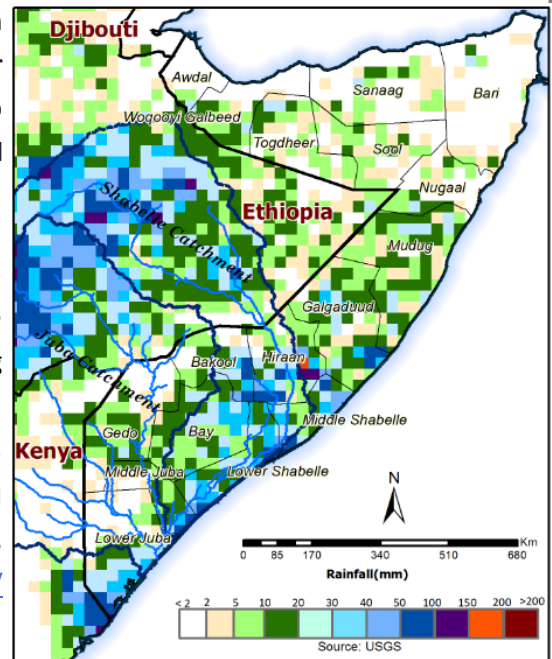 Djibouti
Awdal
Sanaag
Bari
Woqooyi Galbeed
Togdheer
Sool
Nugaal
Shabelle Catchment
Ethiopia
Mudug
Galgaduud
Juba Catchment
Bakool
Hiraan
Middle Shabelle
Gedo
Bay
Kenya
Middle Juba
Lower Shabelle
Lower Juba
N
Km
0 85 170 340 510 680
Rainfall(mm)
< 2 2 5 10 20 30 40 50 100 150 200 >200
Source: USGS